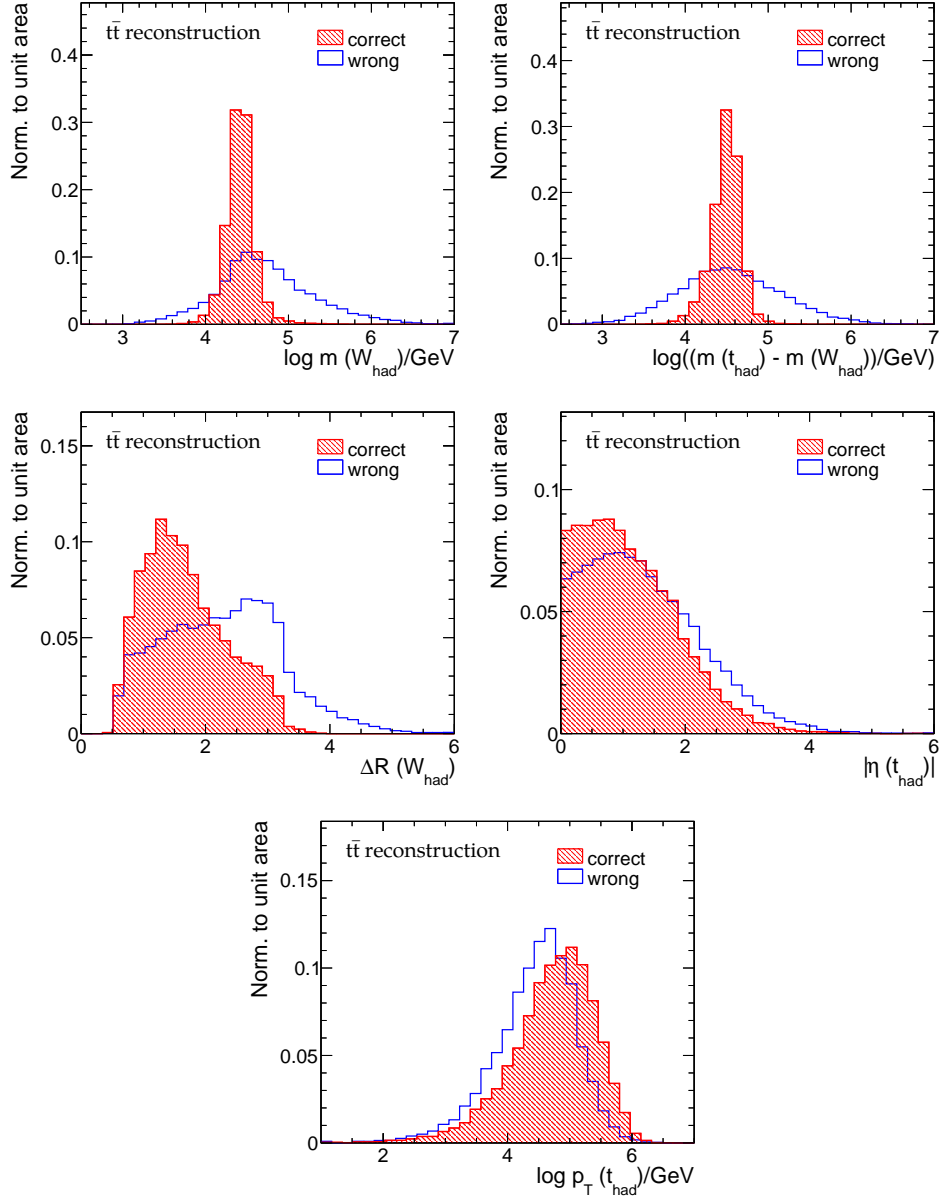 tt̄ reconstruction
correct
wrong
Norm. to unit area
0.4
0.3
0.2
0.1
0
3 4 5 6 7
log m (W_had)/GeV
tt̄ reconstruction
correct
wrong
Norm. to unit area
0.4
0.3
0.2
0.1
0
3 4 5 6 7
log((m (t_had) - m (W_had))/GeV)
tt̄ reconstruction
correct
wrong
Norm. to unit area
0.15
0.1
0.05
0
0 2 4 6
ΔR (W_had)
tt̄ reconstruction
correct
wrong
Norm. to unit area
0.1
0.05
0
0 2 4 6
|η (t_had)|
tt̄ reconstruction
correct
wrong
Norm. to unit area
0.15
0.1
0.05
0
2 4 6
log p_T (t_had)/GeV